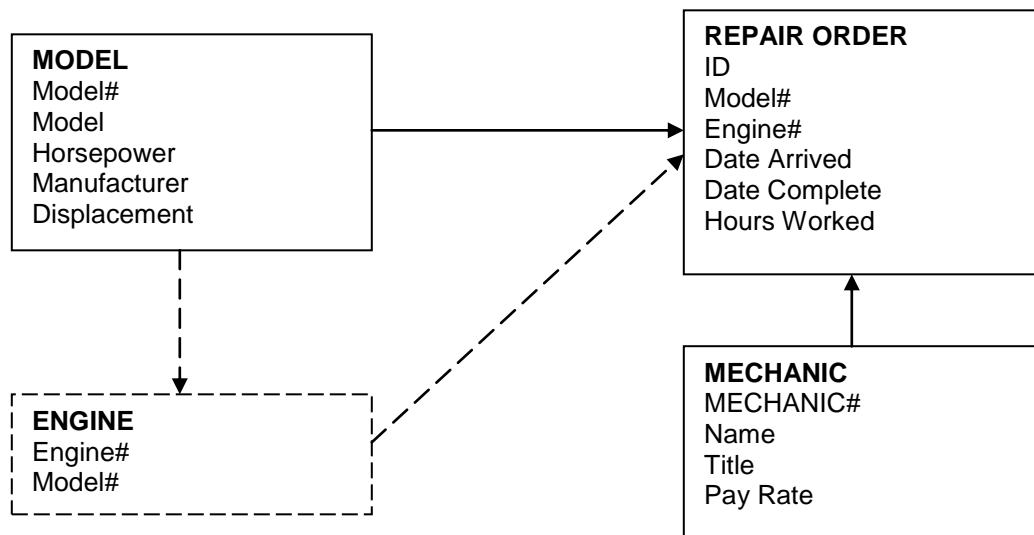 MODEL
Model#
Model
Horsepower
Manufacturer
Displacement
REPAIR ORDER
ID
Model#
Engine#
Date Arrived
Date Complete
Hours Worked
ENGINE
Engine#
Model#
MECHANIC
MECHANIC#
Name
Title
Pay Rate